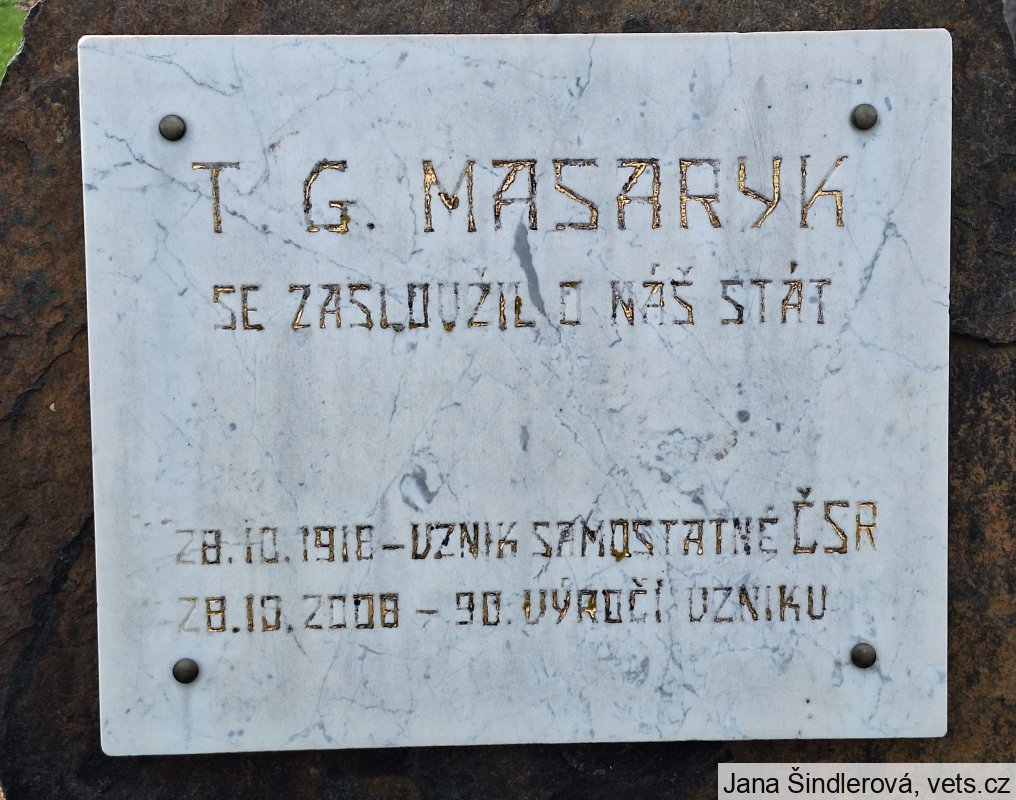 T G. MASARYK
SE ZASLOUŽIL O NÁŠ STÁT
28.10.1918 – VZNIK SAMOSTATNÉ ČSR
28.10.2008 – 90. VÝROČÍ VZNIKU
Jana Šindlerová, vets.cz